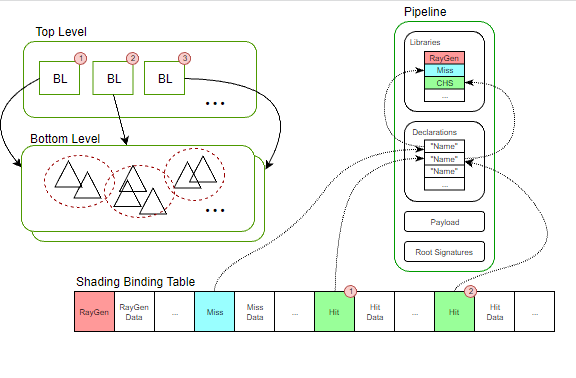 Top Level
BL
1
BL
2
BL
3
...
Bottom Level
...
Pipeline
Libraries
RayGen
Miss
CHS
...
Declarations
"Name"
"Name"
"Name"
...
Payload
Root Signatures
Shading Binding Table
RayGen
RayGen
Data
...
Miss
Miss
Data
...
Hit
1
Hit
Data
...
Hit
2
Hit
Data
...